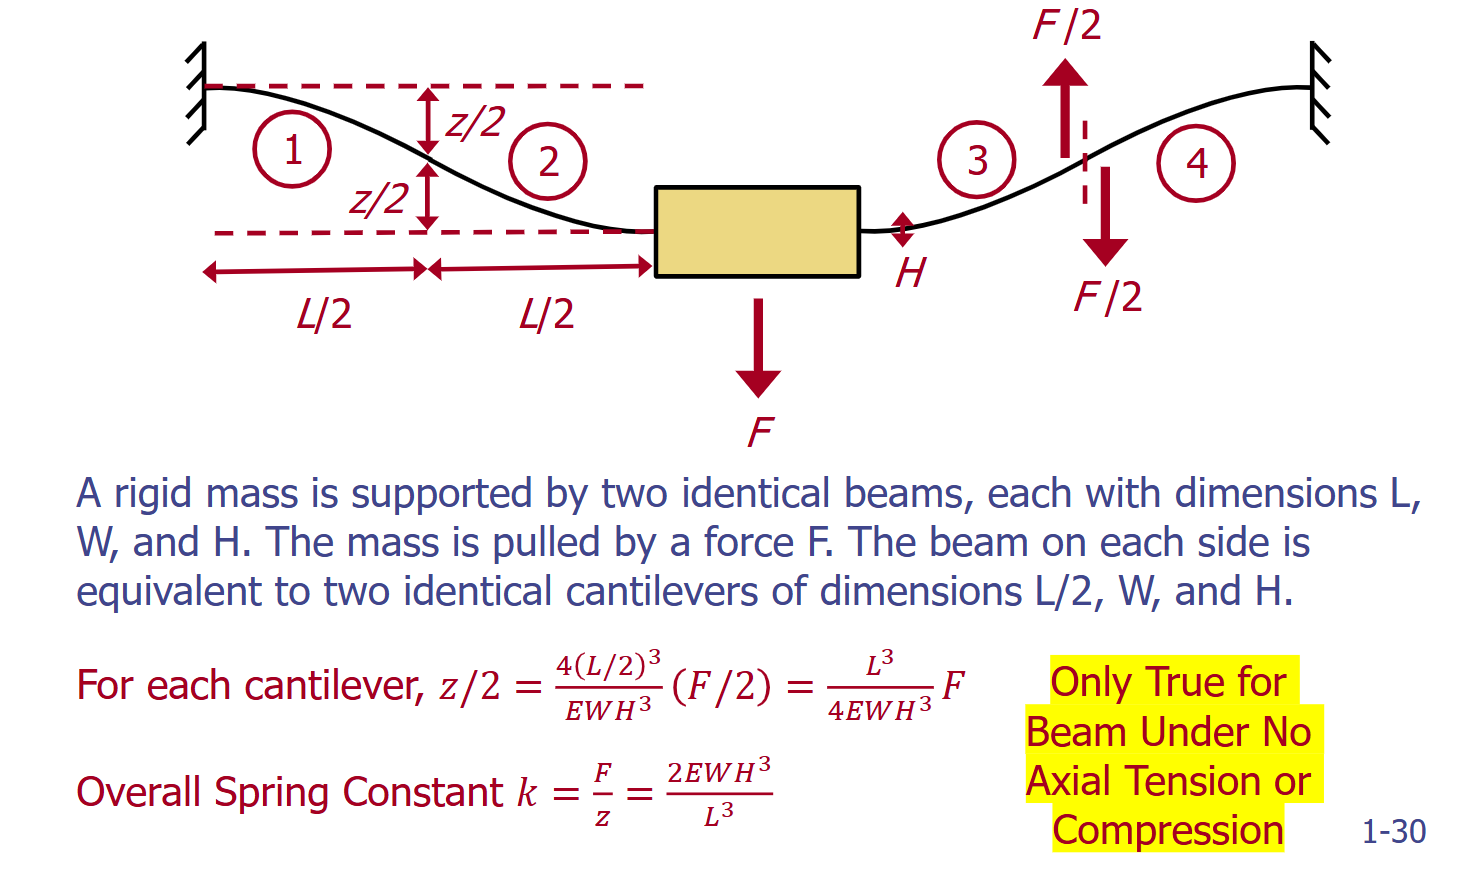 F/2
z/2
1
2
3
4
z/2
H
L/2
L/2
F/2
F
A rigid mass is supported by two identical beams, each with dimensions L,
W, and H. The mass is pulled by a force F. The beam on each side is
equivalent to two identical cantilevers of dimensions L/2, W, and H.
For each cantilever, z/2 = \frac{4(L/2)^3}{EWH^3}(F/2) = \frac{L^3}{4EWH^3}F
Overall Spring Constant k = \frac{F}{z} = \frac{2EWH^3}{L^3}
Only True for
Beam Under No
Axial Tension or
Compression
1-30